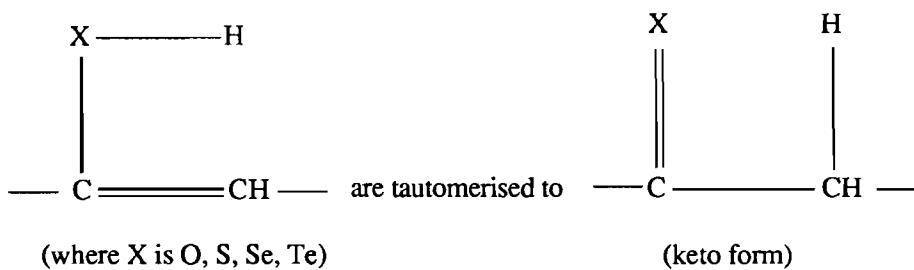 X H X H
C CH are tautomerised to C CH
(where X is O, S, Se, Te) (keto form)